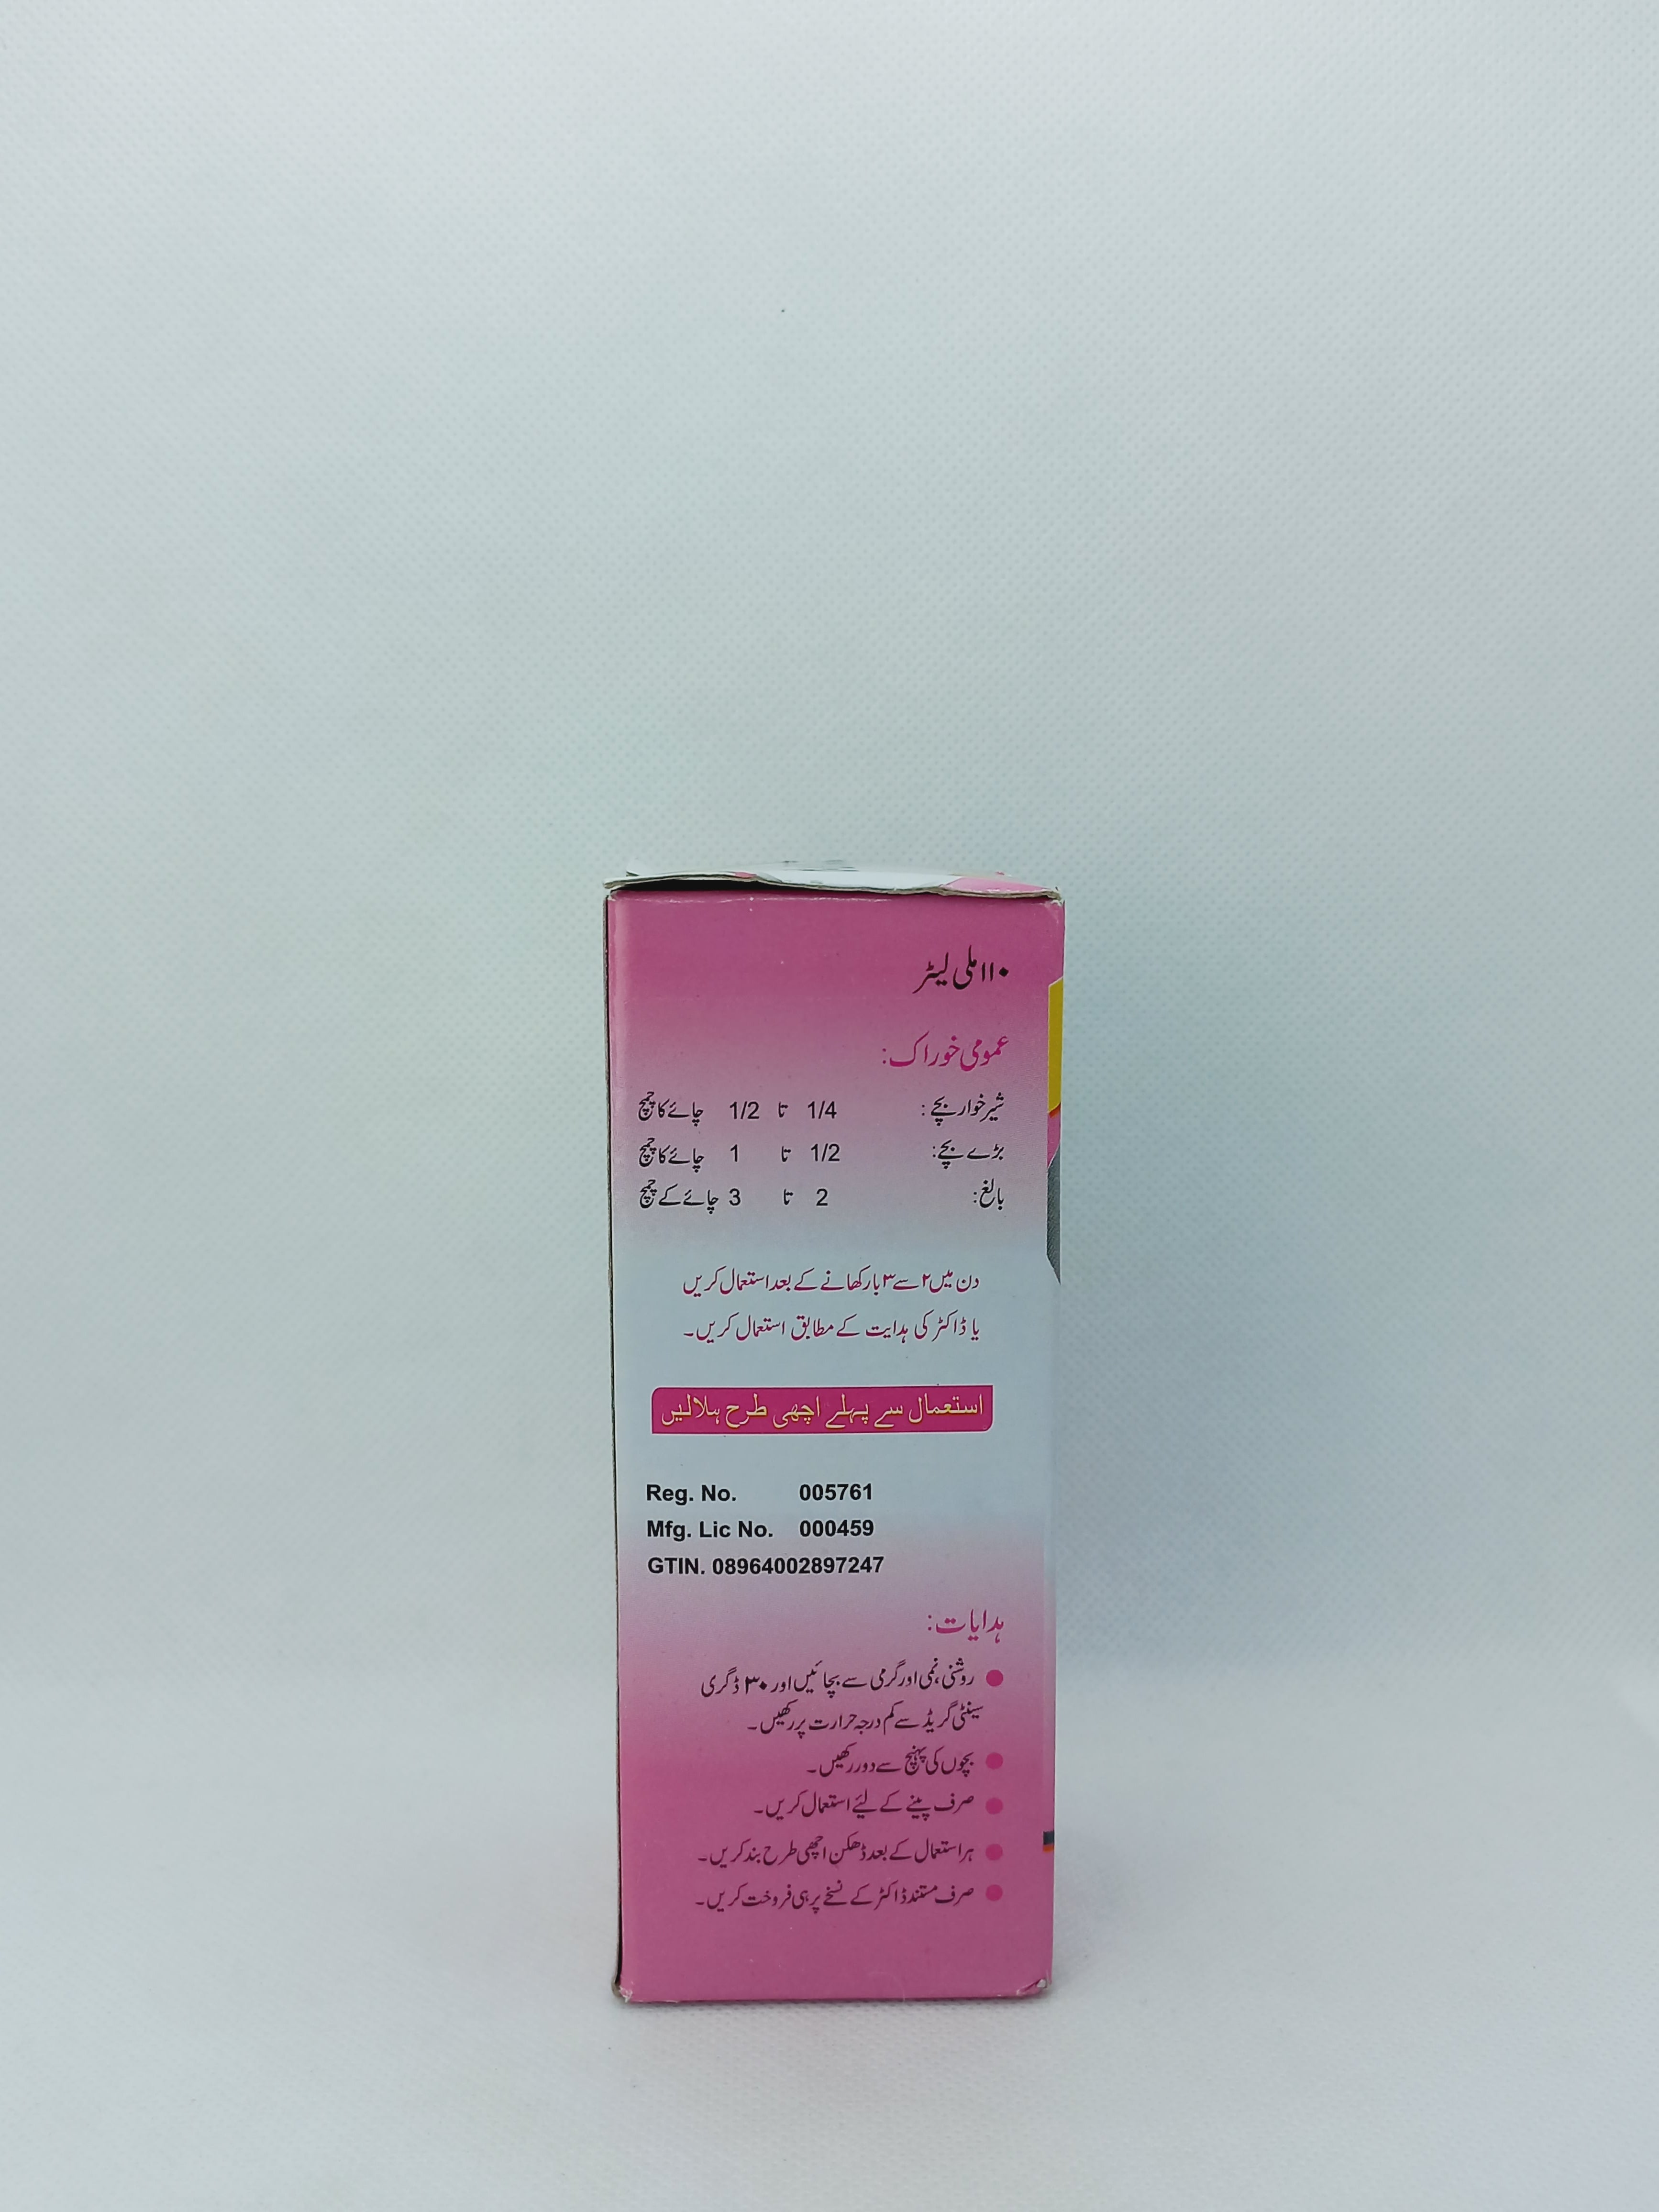 ۱۱۰ ملی لیٹر
عمومی خوراک:
شیر خوار بچے: 1/4 تا 1/2 چائے کا چمچ
بڑے بچے: 1/2 تا 1 چائے کا چمچ
بالغ: 2 تا 3 چائے کے چمچ
دن میں ۲ سے ۳ بار کھانے کے بعد استعمال کریں
یا ڈاکٹر کی ہدایت کے مطابق استعمال کریں۔
استعمال سے پہلے اچھی طرح ہلالیں
Reg. No. 005761
Mfg. Lic No. 000459
GTIN. 08964002897247
ہدایات:
● روشنی، نمی اور گرمی سے بچائیں اور ۳۰ ڈگری
سینٹی گریڈ سے کم درجہ حرارت پر رکھیں۔
● بچوں کی پہنچ سے دور رکھیں۔
● صرف پینے کے لئے استعمال کریں۔
● ہر استعمال کے بعد ڈھکن اچھی طرح بند کریں۔
● صرف مستند ڈاکٹر کے نسخے پر ہی فروخت کریں۔